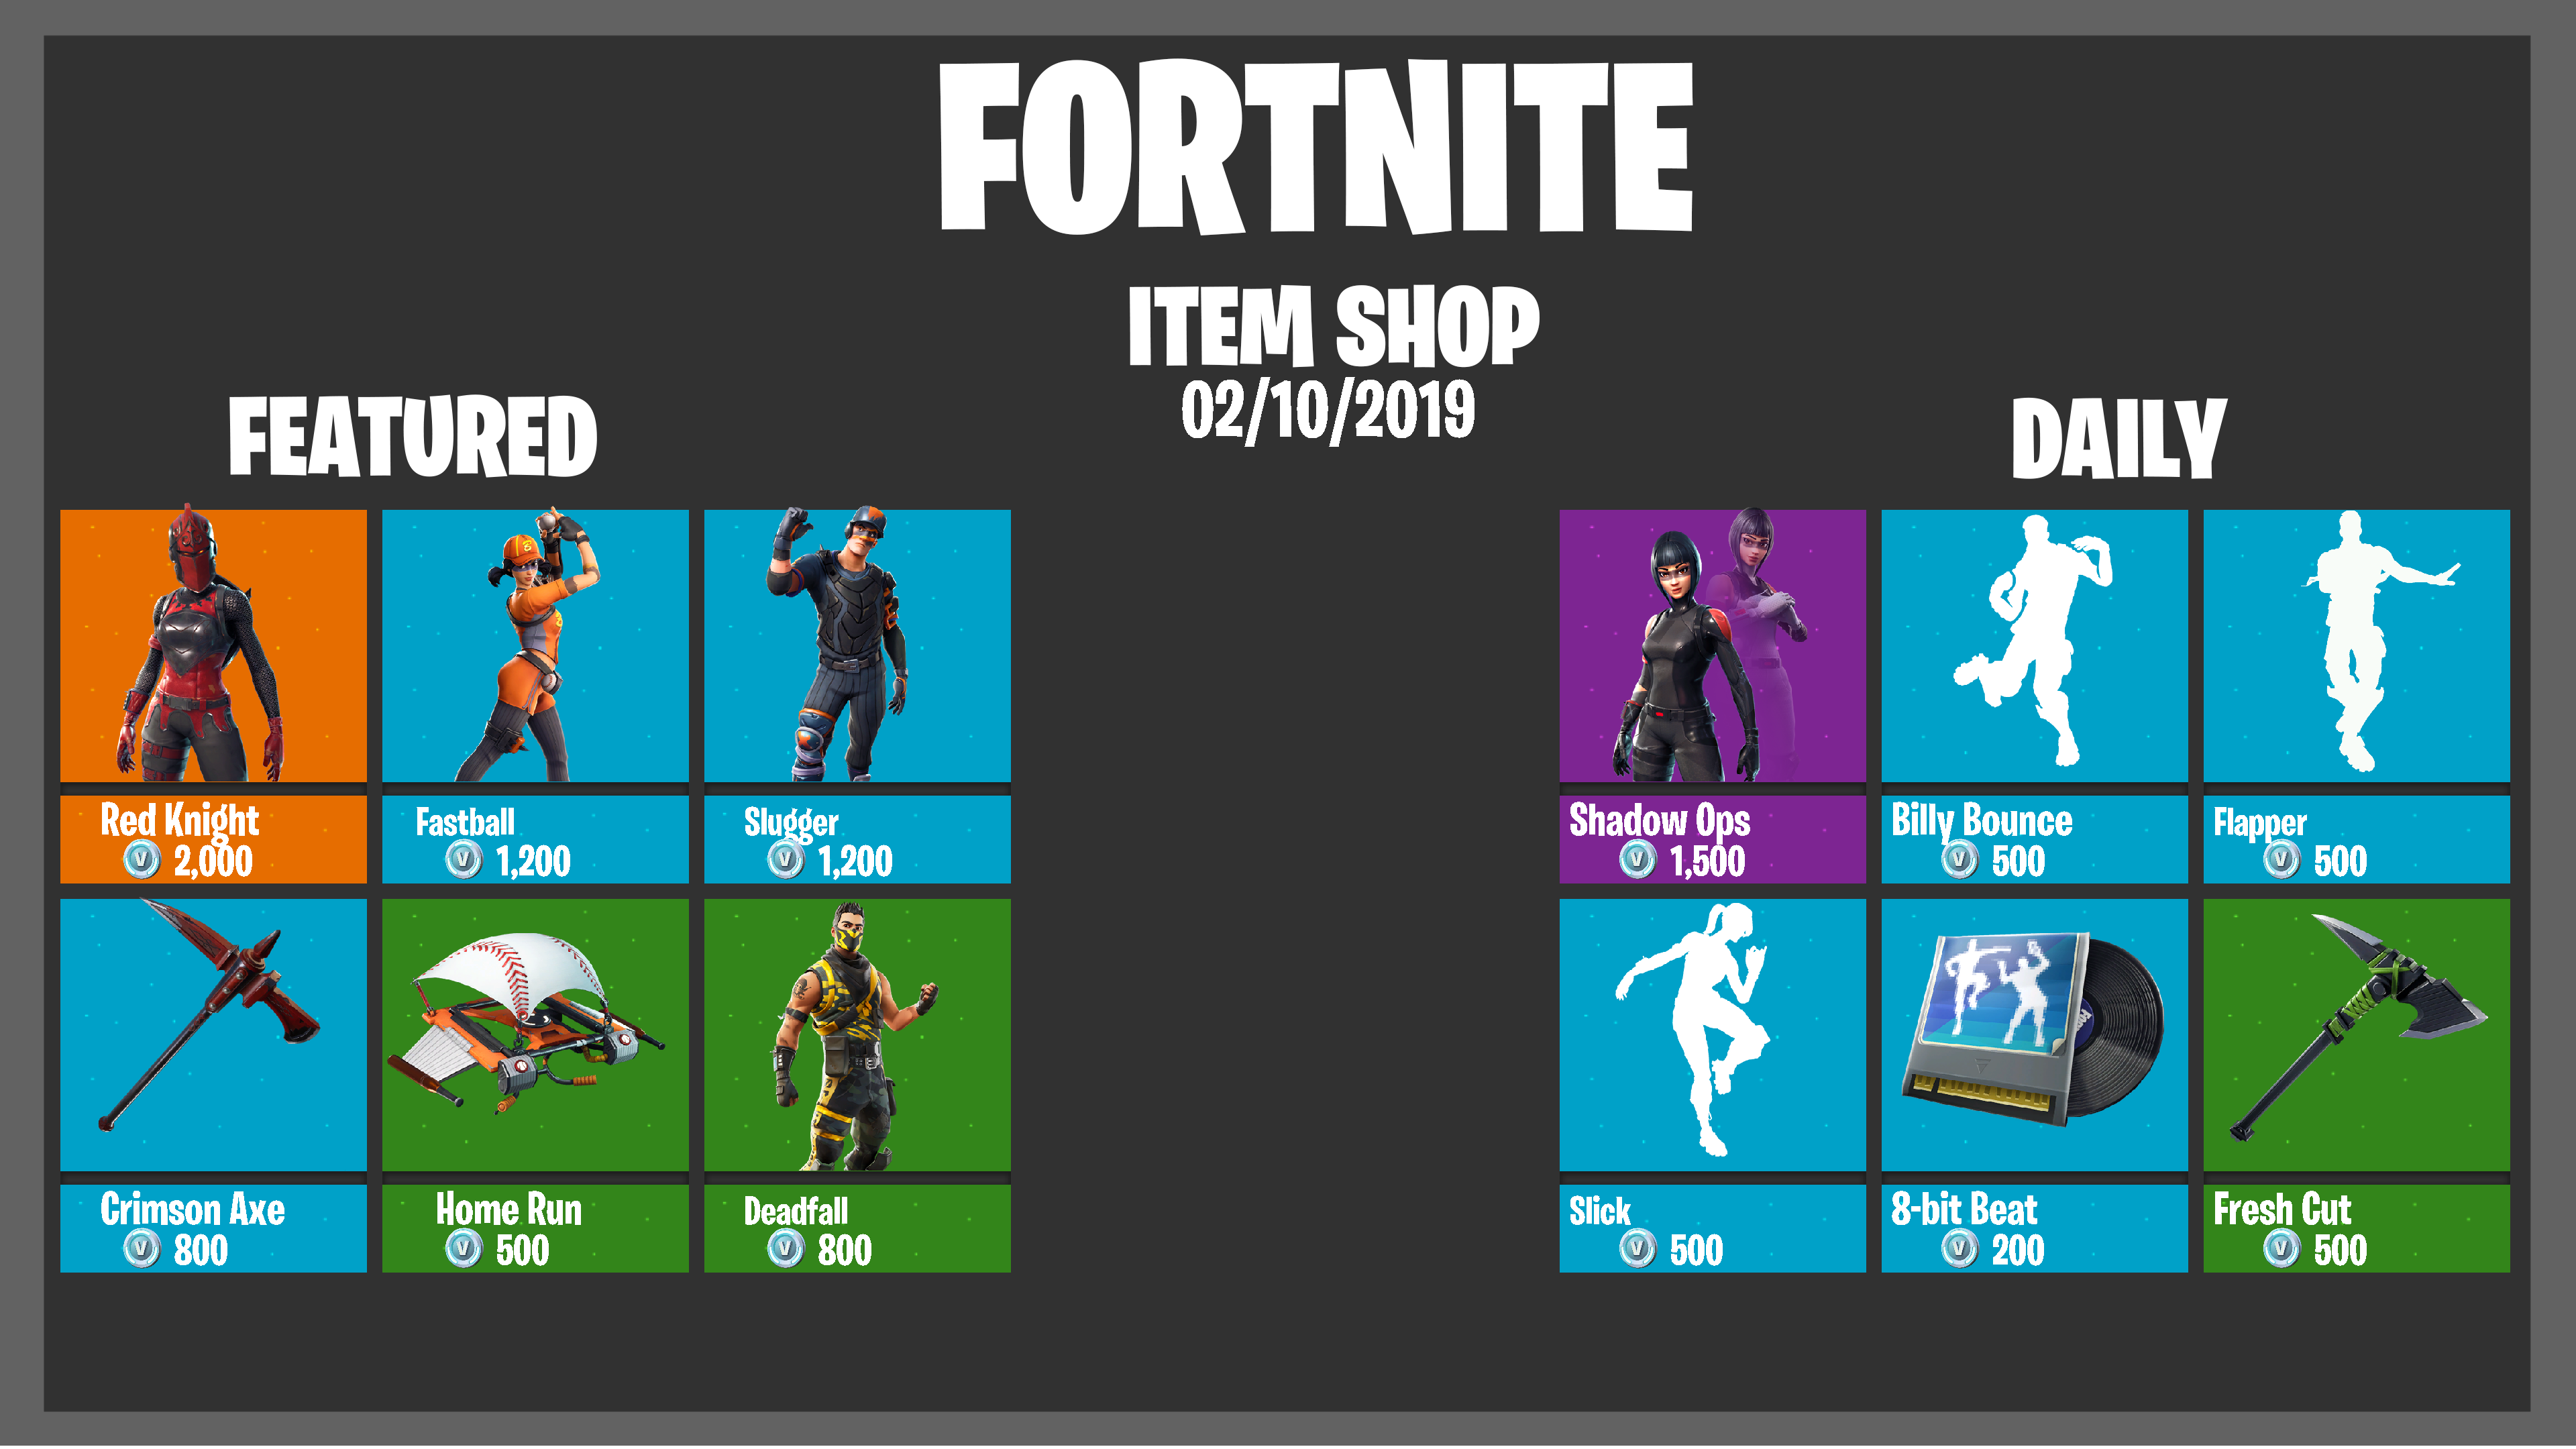 FORTNITE
ITEM SHOP
02/10/2019
FEATURED
Red Knight
2,000
Fastball
1,200
Slugger
1,200
Crimson Axe
800
Home Run
500
Deadfall
800
DAILY
Shadow Ops
1,500
Billy Bounce
500
Flapper
500
Slick
500
8-bit Beat
200
Fresh Cut
500